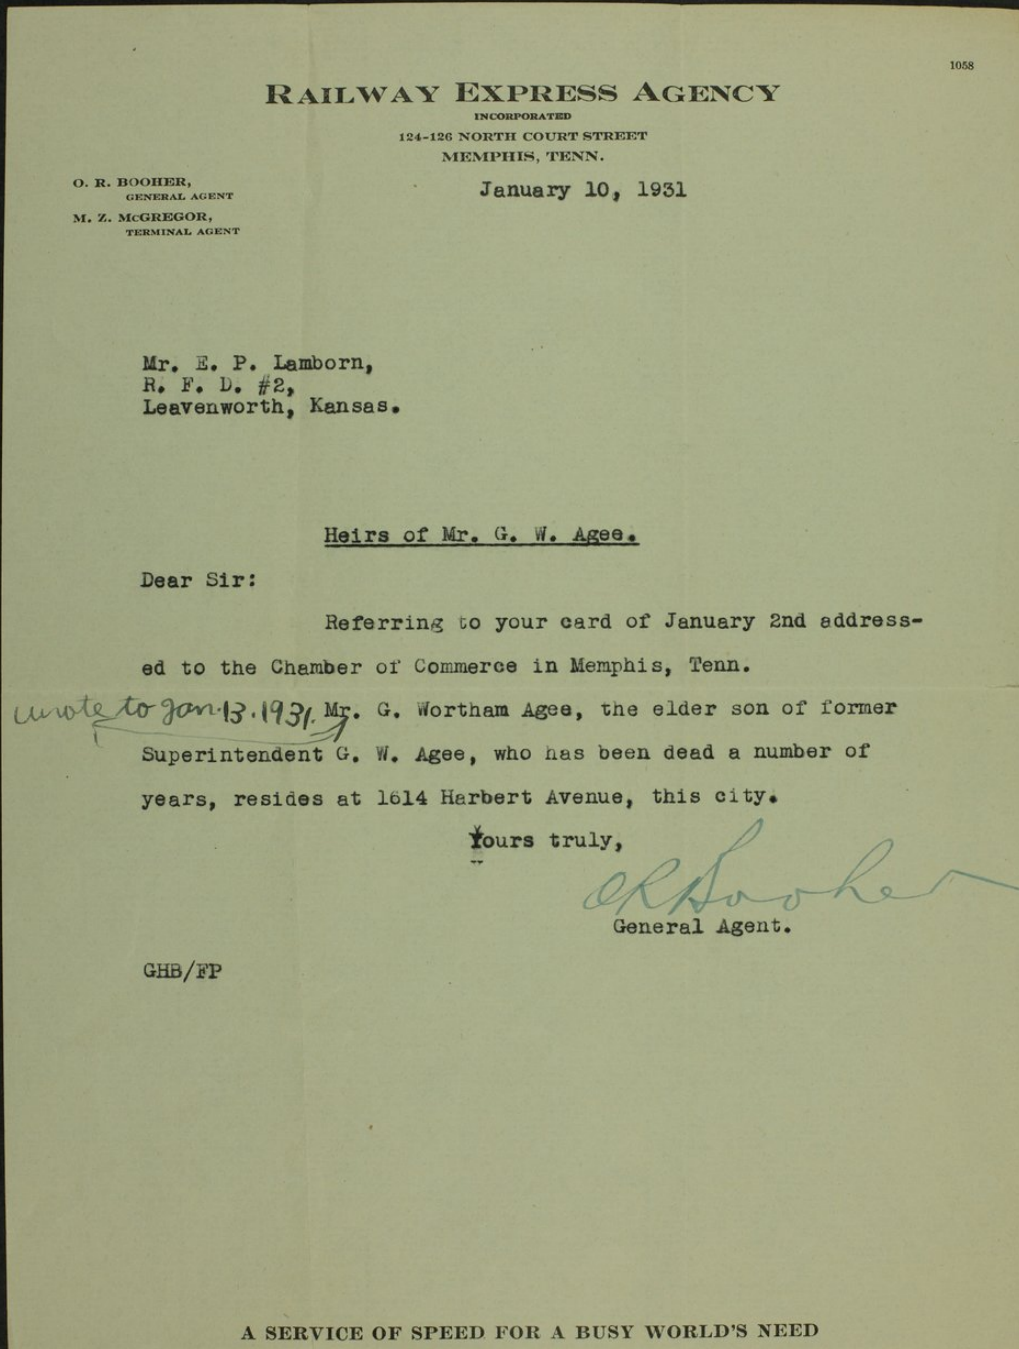 1058
RAILWAY EXPRESS AGENCY
INCORPORATED
124-126 NORTH COURT STREET
MEMPHIS, TENN.
O. R. BOOHER,
GENERAL AGENT
M. Z. McGREGOR,
TERMINAL AGENT
January 10, 1931
Mr. E. P. Lamborn,
R. F. D. #2,
Leavenworth, Kansas.
Heirs of Mr. G. W. Agee.
Dear Sir:
Referring to your card of January 2nd address-
ed to the Chamber of Commerce in Memphis, Tenn.
wrote to Jan. 13. 1931. Mr. G. Wortham Agee, the elder son of former
Superintendent G. W. Agee, who has been dead a number of
years, resides at 1614 Harbert Avenue, this city.
Yours truly,
O R Booher
General Agent.
GHB/FP
A SERVICE OF SPEED FOR A BUSY WORLD'S NEED